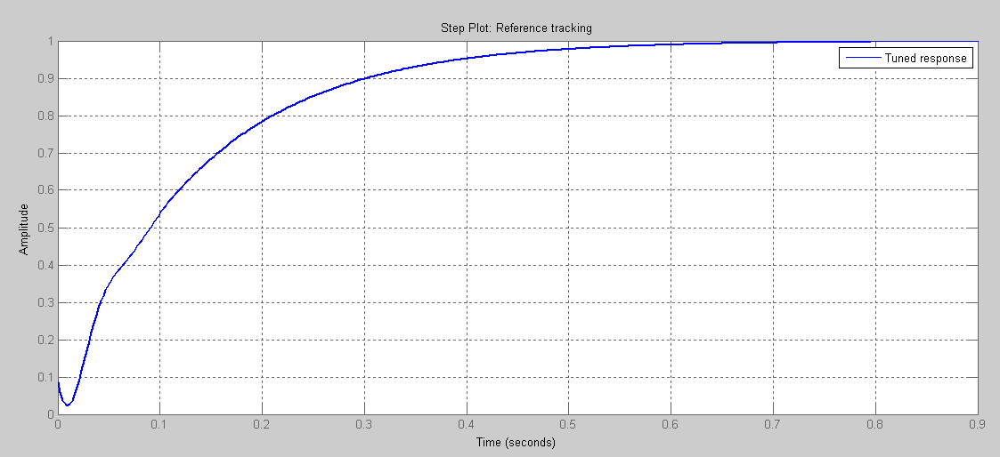 Step Plot: Reference tracking
Tuned response
Amplitude
1
0.9
0.8
0.7
0.6
0.5
0.4
0.3
0.2
0.1
0
0 0.1 0.2 0.3 0.4 0.5 0.6 0.7 0.8 0.9
Time (seconds)